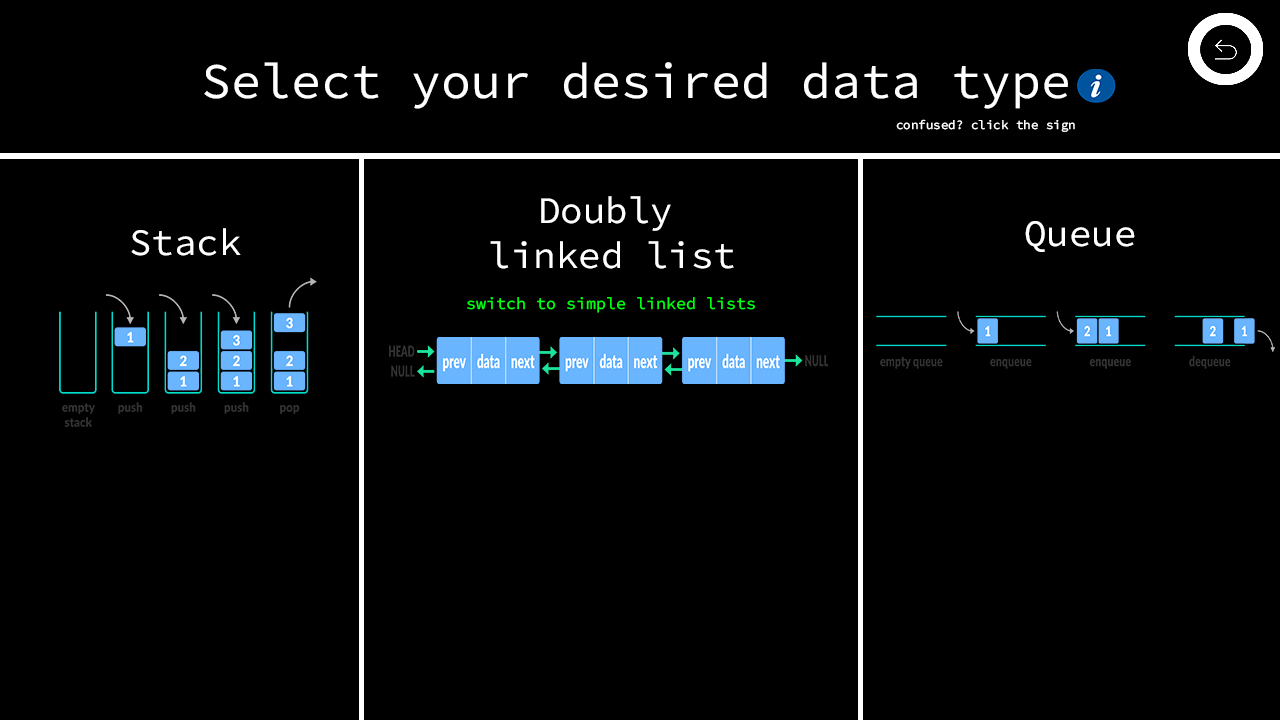 Select your desired data type i
confused? click the sign
Stack
1
2
1
3
2
1
3
2
1
empty
stack
push
push
push
pop
Doubly
linked list
switch to simple linked lists
HEAD
NULL
prev data next
prev data next
prev data next
NULL
Queue
1
2 1
2 1
empty queue
enqueue
enqueue
dequeue